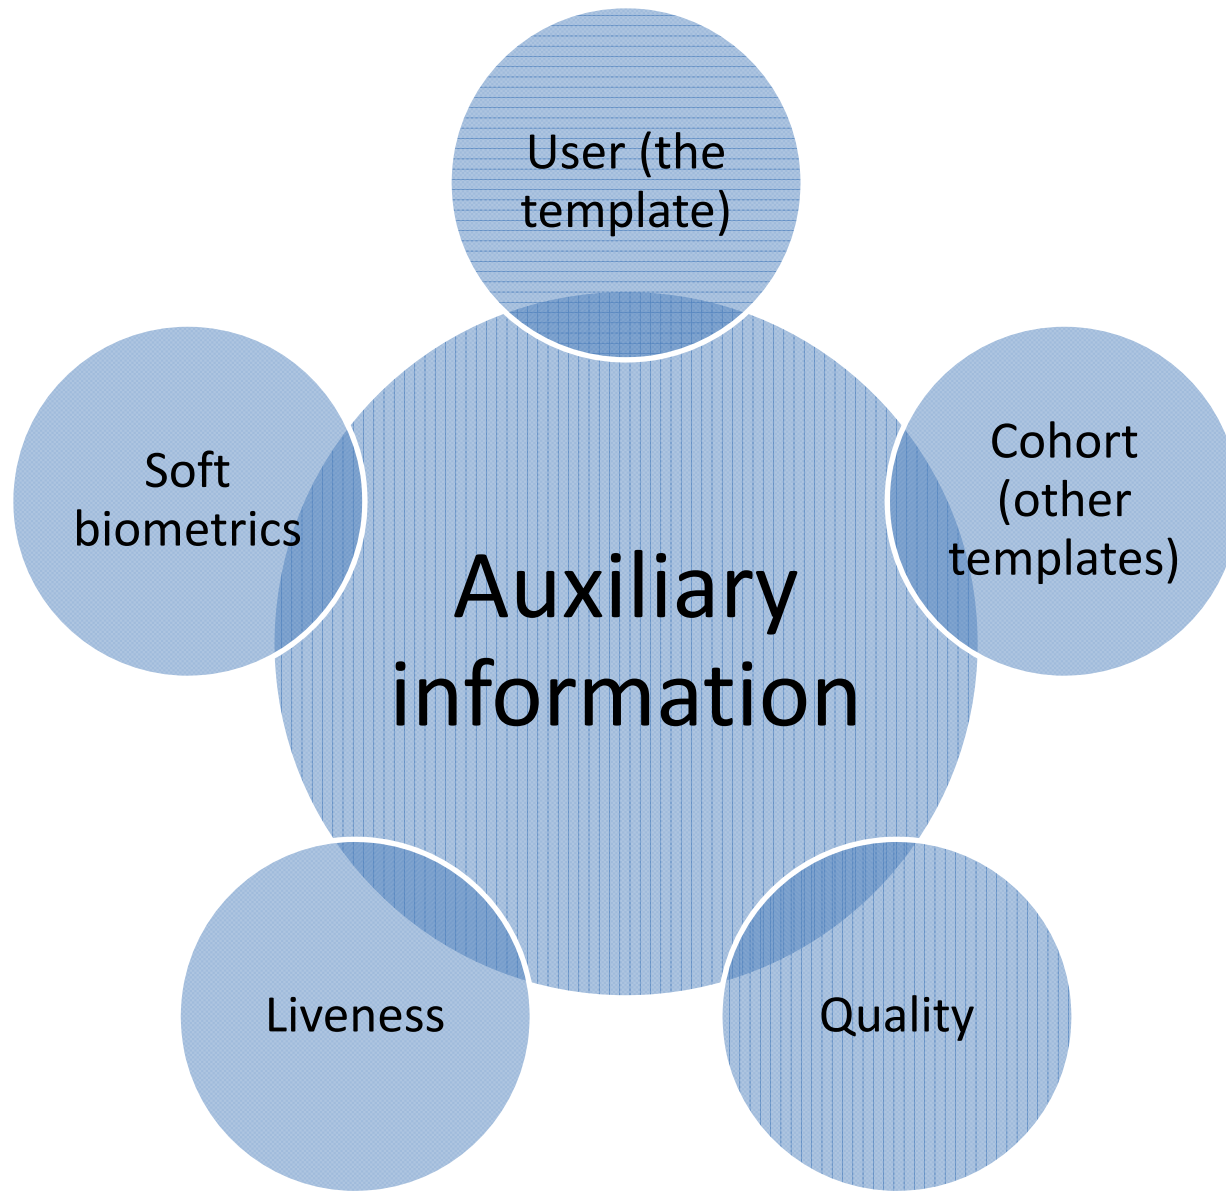 User (the
template)
Soft
biometrics
Cohort
(other
templates)
Auxiliary
information
Liveness
Quality